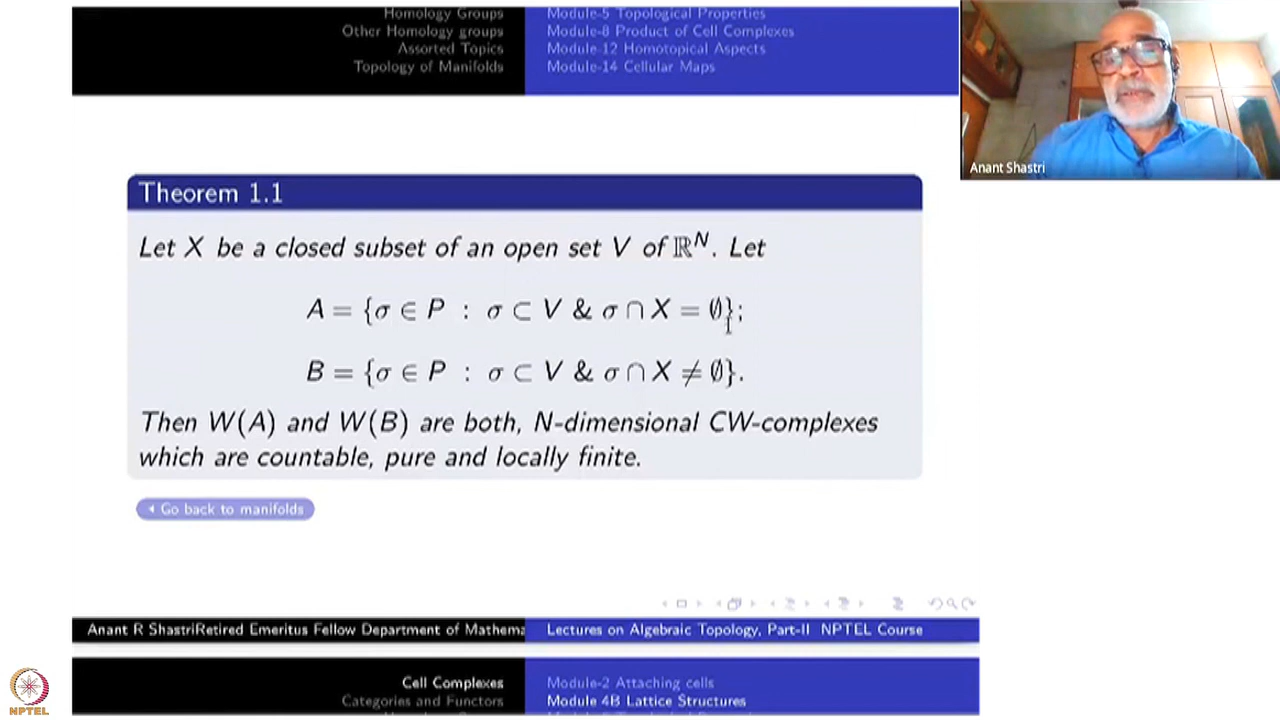 Homology Groups
Other Homology groups
Assorted Topics
Topology of Manifolds
Module-5 Topological Properties
Module-8 Product of Cell Complexes
Module-12 Homotopical Aspects
Module-14 Cellular Maps
Anant Shastri
Theorem 1.1
Let X be a closed subset of an open set V of ℝᴺ. Let
A = {σ ∈ P : σ ⊂ V & σ ∩ X = ∅};
B = {σ ∈ P : σ ⊂ V & σ ∩ X ≠ ∅}.
Then W(A) and W(B) are both, N-dimensional CW-complexes
which are countable, pure and locally finite.
Go back to manifolds
Anant R ShastriRetired Emeritus Fellow Department of Mathema
Lectures on Algebraic Topology, Part-II NPTEL Course
Cell Complexes
Categories and Functors
Module-2 Attaching cells
Module 4B Lattice Structures
NPTEL